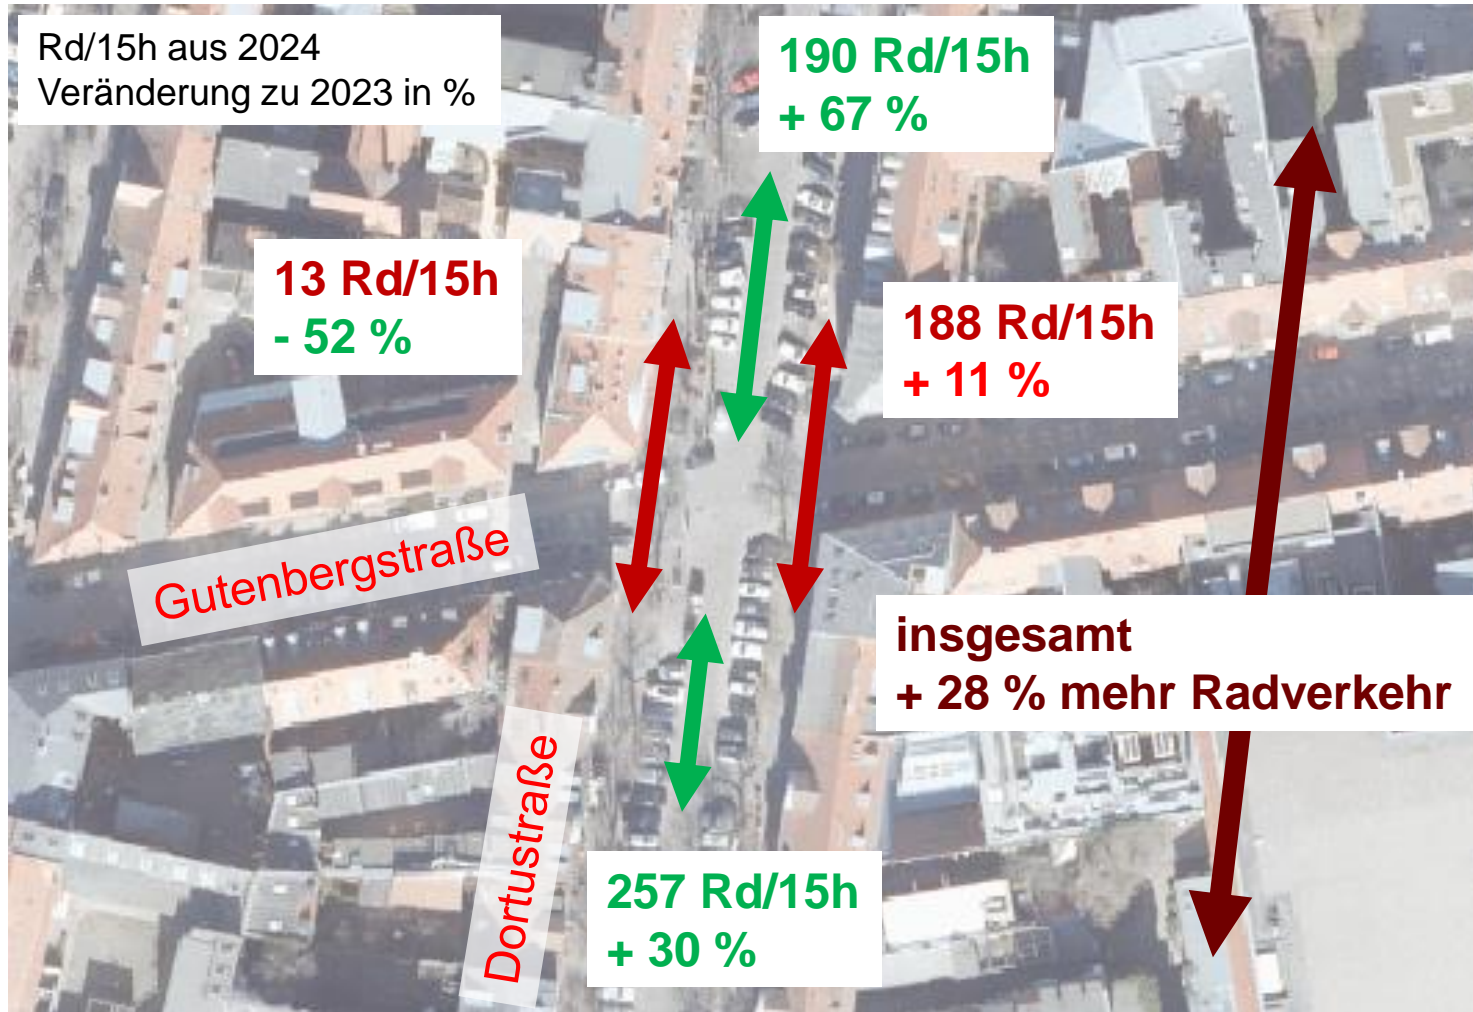 Rd/15h aus 2024
Veränderung zu 2023 in %
190 Rd/15h
+ 67 %
13 Rd/15h
- 52 %
188 Rd/15h
+ 11 %
Gutenbergstraße
insgesamt
+ 28 % mehr Radverkehr
Dortustraße
257 Rd/15h
+ 30 %